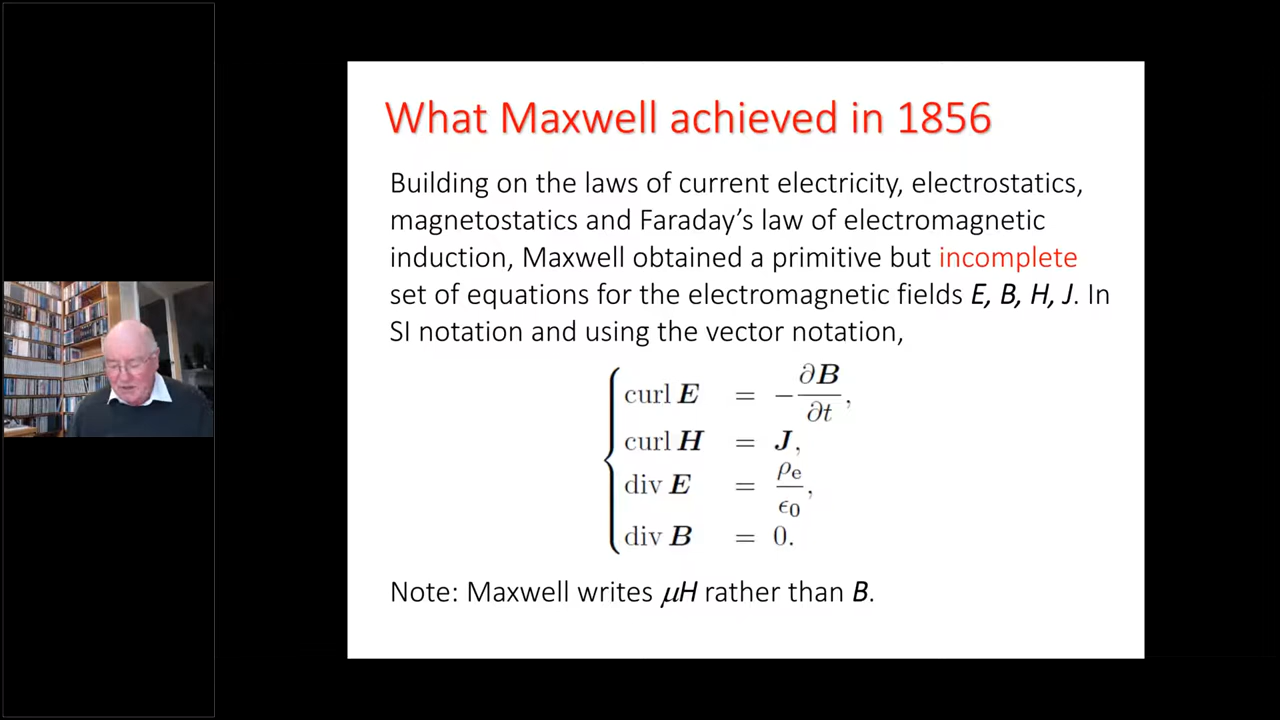 What Maxwell achieved in 1856
Building on the laws of current electricity, electrostatics,
magnetostatics and Faraday’s law of electromagnetic
induction, Maxwell obtained a primitive but incomplete
set of equations for the electromagnetic fields E, B, H, J. In
SI notation and using the vector notation,
curl E = −∂B/∂t,
curl H = J,
div E = ρe/ϵ0,
div B = 0.
Note: Maxwell writes μH rather than B.